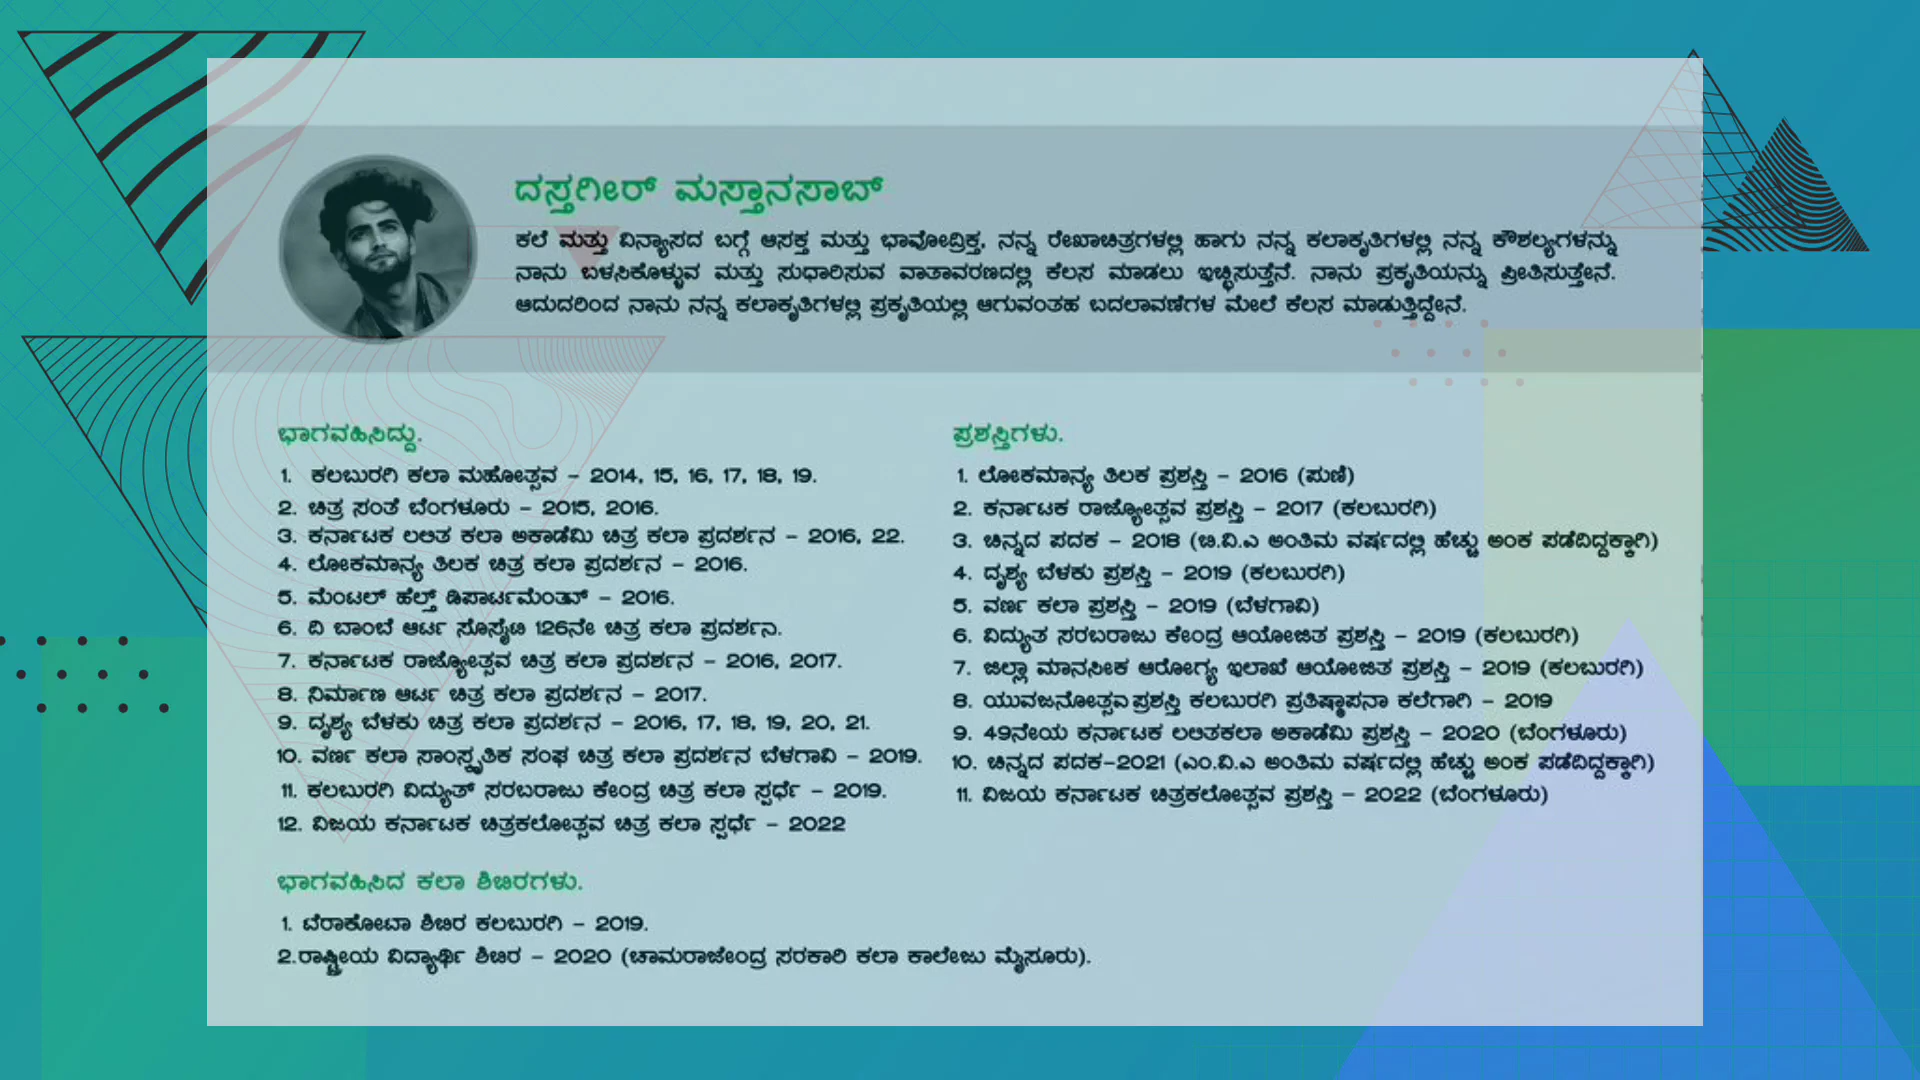 ದಸ್ತಗೀರ್ ಮಸ್ತಾನಸಾಬ್
ಕಲೆ ಮತ್ತು ವಿನ್ಯಾಸದ ಬಗ್ಗೆ ಆಸಕ್ತ ಮತ್ತು ಭಾವೋದ್ರಿಕ್ತ, ನನ್ನ ರೇಖಾಚಿತ್ರಗಳಲ್ಲಿ ಹಾಗು ನನ್ನ ಕಲಾಕೃತಿಗಳಲ್ಲಿ ನನ್ನ ಕೌಶಲ್ಯಗಳನ್ನು
ನಾನು ಬಳಸಿಕೊಳ್ಳುವ ಮತ್ತು ಸುಧಾರಿಸುವ ವಾತಾವರಣದಲ್ಲಿ ಕೆಲಸ ಮಾಡಲು ಇಚ್ಛಿಸುತ್ತೆನೆ. ನಾನು ಪ್ರಕೃತಿಯನ್ನು ಪ್ರೀತಿಸುತ್ತೇನೆ.
ಆದುದರಿಂದ ನಾನು ನನ್ನ ಕಲಾಕೃತಿಗಳಲ್ಲಿ ಪ್ರಕೃತಿಯಲ್ಲಿ ಆಗುವಂತಹ ಬದಲಾವಣೆಗಳ ಮೇಲೆ ಕೆಲಸ ಮಾಡುತ್ತಿದ್ದೇನೆ.
ಭಾಗವಹಿಸಿದ್ದು.
1. ಕಲಬುರಗಿ ಕಲಾ ಮಹೋತ್ಸವ – 2014, 15, 16, 17, 18, 19.
2. ಚಿತ್ರ ಸಂತೆ ಬೆಂಗಳೂರು – 2015, 2016.
3. ಕರ್ನಾಟಕ ಲಲಿತ ಕಲಾ ಅಕಾಡೆಮಿ ಚಿತ್ರ ಕಲಾ ಪ್ರದರ್ಶನ – 2016, 22.
4. ಲೋಕಮಾನ್ಯ ತಿಲಕ ಚಿತ್ರ ಕಲಾ ಪ್ರದರ್ಶನ – 2016.
5. ಮೆಂಟಲ್ ಹೆಲ್ತ್ ಡಿಪಾರ್ಟಮೆಂಟ್ – 2016.
6. ದಿ ಬಾಂಬೆ ಆರ್ಟ ಸೊಸೈಟಿ 126ನೇ ಚಿತ್ರ ಕಲಾ ಪ್ರದರ್ಶನ.
7. ಕರ್ನಾಟಕ ರಾಜ್ಯೋತ್ಸವ ಚಿತ್ರ ಕಲಾ ಪ್ರದರ್ಶನ – 2016, 2017.
8. ನಿರ್ಮಾಣ ಆರ್ಟ ಚಿತ್ರ ಕಲಾ ಪ್ರದರ್ಶನ – 2017.
9. ದೃಶ್ಯ ಬೆಳಕು ಚಿತ್ರ ಕಲಾ ಪ್ರದರ್ಶನ – 2016, 17, 18, 19, 20, 21.
10. ವರ್ಣ ಕಲಾ ಸಾಂಸ್ಕೃತಿಕ ಸಂಘ ಚಿತ್ರ ಕಲಾ ಪ್ರದರ್ಶನ ಬೆಳಗಾವಿ – 2019.
11. ಕಲಬುರಗಿ ವಿದ್ಯುತ್ ಸರಬರಾಜು ಕೇಂದ್ರ ಚಿತ್ರ ಕಲಾ ಸ್ಪರ್ಧೆ – 2019.
12. ವಿಜಯ ಕರ್ನಾಟಕ ಚಿತ್ರಕಲೋತ್ಸವ ಚಿತ್ರ ಕಲಾ ಸ್ಪರ್ಧೆ – 2022
ಭಾಗವಹಿಸಿದ ಕಲಾ ಶಿಬಿರಗಳು.
1. ಟೆರಾಕೋಟಾ ಶಿಬಿರ ಕಲಬುರಗಿ – 2019.
2.ರಾಷ್ಟ್ರೀಯ ವಿದ್ಯಾರ್ಥಿ ಶಿಬಿರ – 2020 (ಚಾಮರಾಜೇಂದ್ರ ಸರಕಾರಿ ಕಲಾ ಕಾಲೇಜು ಮೈಸೂರು).
ಪ್ರಶಸ್ತಿಗಳು.
1. ಲೋಕಮಾನ್ಯ ತಿಲಕ ಪ್ರಶಸ್ತಿ – 2016 (ಪುಣೆ)
2. ಕರ್ನಾಟಕ ರಾಜ್ಯೋತ್ಸವ ಪ್ರಶಸ್ತಿ – 2017 (ಕಲಬುರಗಿ)
3. ಚಿನ್ನದ ಪದಕ – 2018 (ಬಿ.ವಿ.ಎ ಅಂತಿಮ ವರ್ಷದಲ್ಲಿ ಹೆಚ್ಚು ಅಂಕ ಪಡೆದಿದ್ದಕ್ಕಾಗಿ)
4. ದೃಶ್ಯ ಬೆಳಕು ಪ್ರಶಸ್ತಿ – 2019 (ಕಲಬುರಗಿ)
5. ವರ್ಣ ಕಲಾ ಪ್ರಶಸ್ತಿ – 2019 (ಬೆಳಗಾವಿ)
6. ವಿದ್ಯುತ ಸರಬರಾಜು ಕೇಂದ್ರ ಆಯೋಜಿತ ಪ್ರಶಸ್ತಿ – 2019 (ಕಲಬುರಗಿ)
7. ಜಿಲ್ಲಾ ಮಾನಸೀಕ ಆರೋಗ್ಯ ಇಲಾಖೆ ಆಯೋಜಿತ ಪ್ರಶಸ್ತಿ – 2019 (ಕಲಬುರಗಿ)
8. ಯುವಜನೋತ್ಸವ ಪ್ರಶಸ್ತಿ ಕಲಬುರಗಿ ಪ್ರತಿಷ್ಠಾಪನಾ ಕಲೆಗಾಗಿ – 2019
9. 49ನೇಯ ಕರ್ನಾಟಕ ಲಲಿತಕಲಾ ಅಕಾಡೆಮಿ ಪ್ರಶಸ್ತಿ – 2020 (ಬೆಂಗಳೂರು)
10. ಚಿನ್ನದ ಪದಕ–2021 (ಎಂ.ವಿ.ಎ ಅಂತಿಮ ವರ್ಷದಲ್ಲಿ ಹೆಚ್ಚು ಅಂಕ ಪಡೆದಿದ್ದಕ್ಕಾಗಿ)
11. ವಿಜಯ ಕರ್ನಾಟಕ ಚಿತ್ರಕಲೋತ್ಸವ ಪ್ರಶಸ್ತಿ – 2022 (ಬೆಂಗಳೂರು)